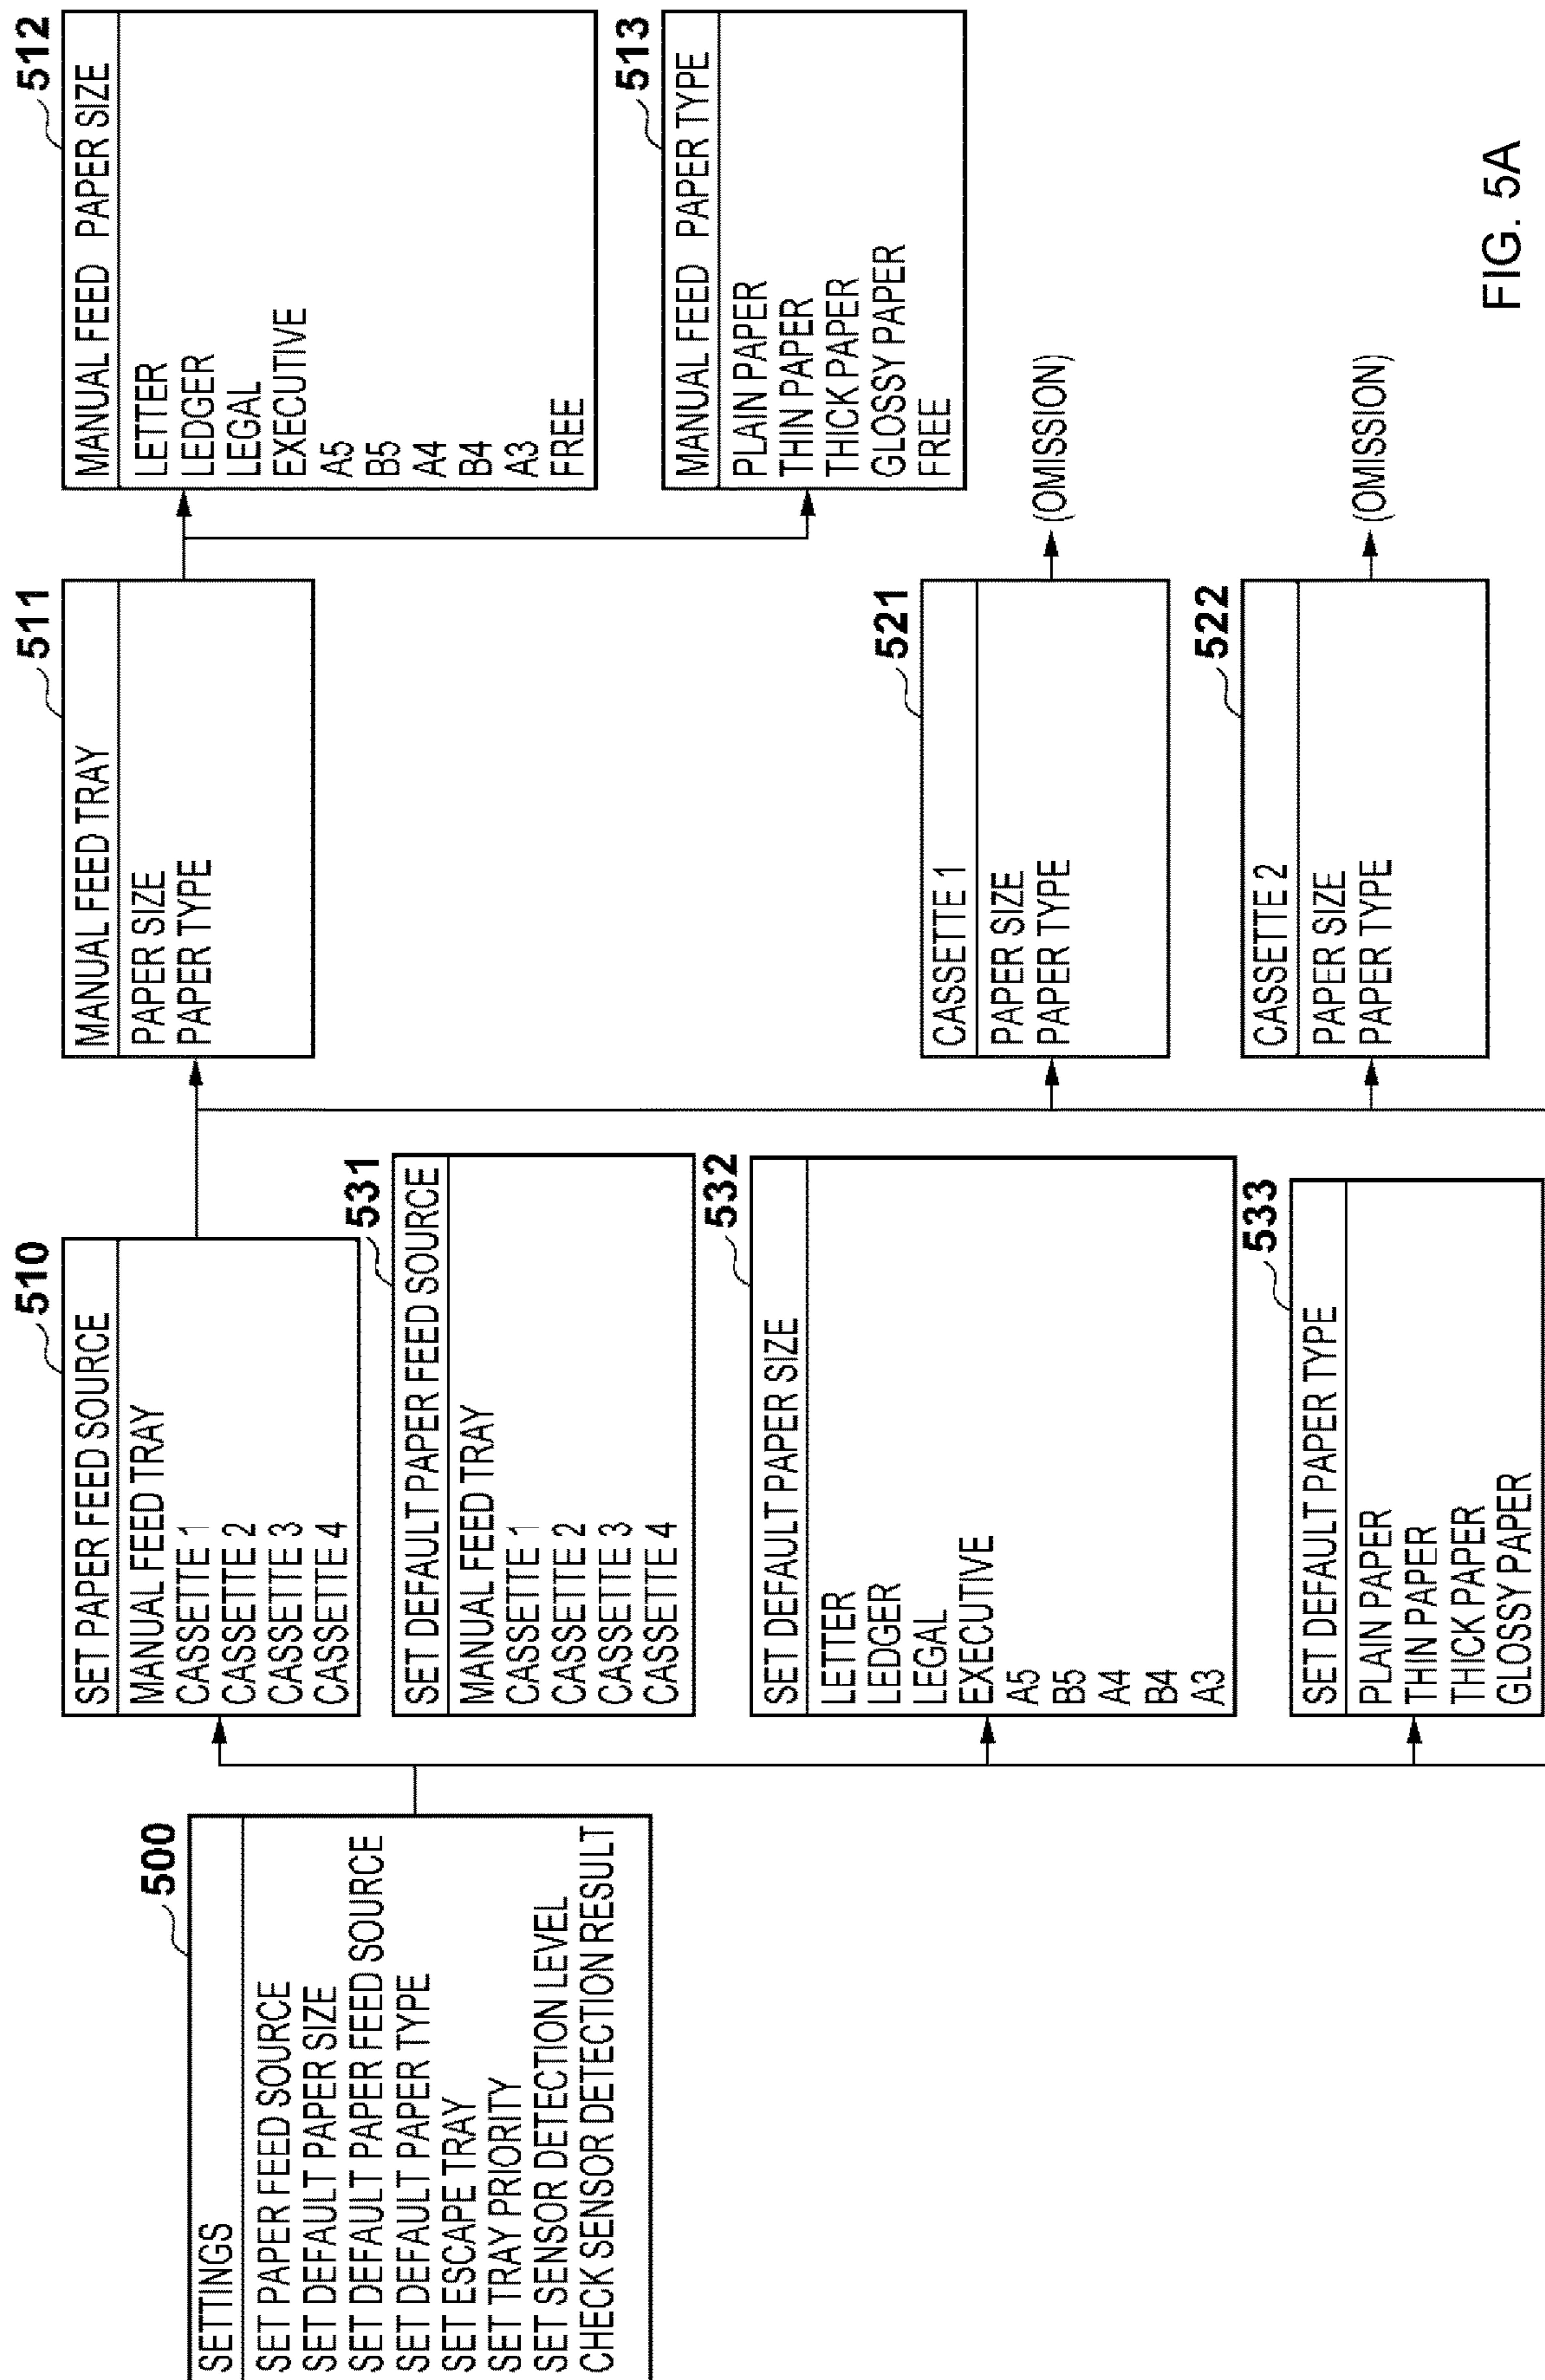 500
SETTINGS
SET PAPER FEED SOURCE
SET DEFAULT PAPER SIZE
SET DEFAULT PAPER FEED SOURCE
SET DEFAULT PAPER TYPE
SET ESCAPE TRAY
SET TRAY PRIORITY
SET SENSOR DETECTION LEVEL
CHECK SENSOR DETECTION RESULT
510
SET PAPER FEED SOURCE
MANUAL FEED TRAY
CASSETTE 1
CASSETTE 2
CASSETTE 3
CASSETTE 4
531
SET DEFAULT PAPER FEED SOURCE
MANUAL FEED TRAY
CASSETTE 1
CASSETTE 2
CASSETTE 3
CASSETTE 4
532
SET DEFAULT PAPER SIZE
LETTER
LEDGER
LEGAL
EXECUTIVE
A5
B5
A4
B4
A3
533
SET DEFAULT PAPER TYPE
PLAIN PAPER
THIN PAPER
THICK PAPER
GLOSSY PAPER
511
MANUAL FEED TRAY
PAPER SIZE
PAPER TYPE
521
CASSETTE 1
PAPER SIZE
PAPER TYPE
(OMISSION)
522
CASSETTE 2
PAPER SIZE
PAPER TYPE
(OMISSION)
512
MANUAL FEED PAPER SIZE
LETTER
LEDGER
LEGAL
EXECUTIVE
A5
B5
A4
B4
A3
FREE
513
MANUAL FEED PAPER TYPE
PLAIN PAPER
THIN PAPER
THICK PAPER
GLOSSY PAPER
FREE
FIG. 5A